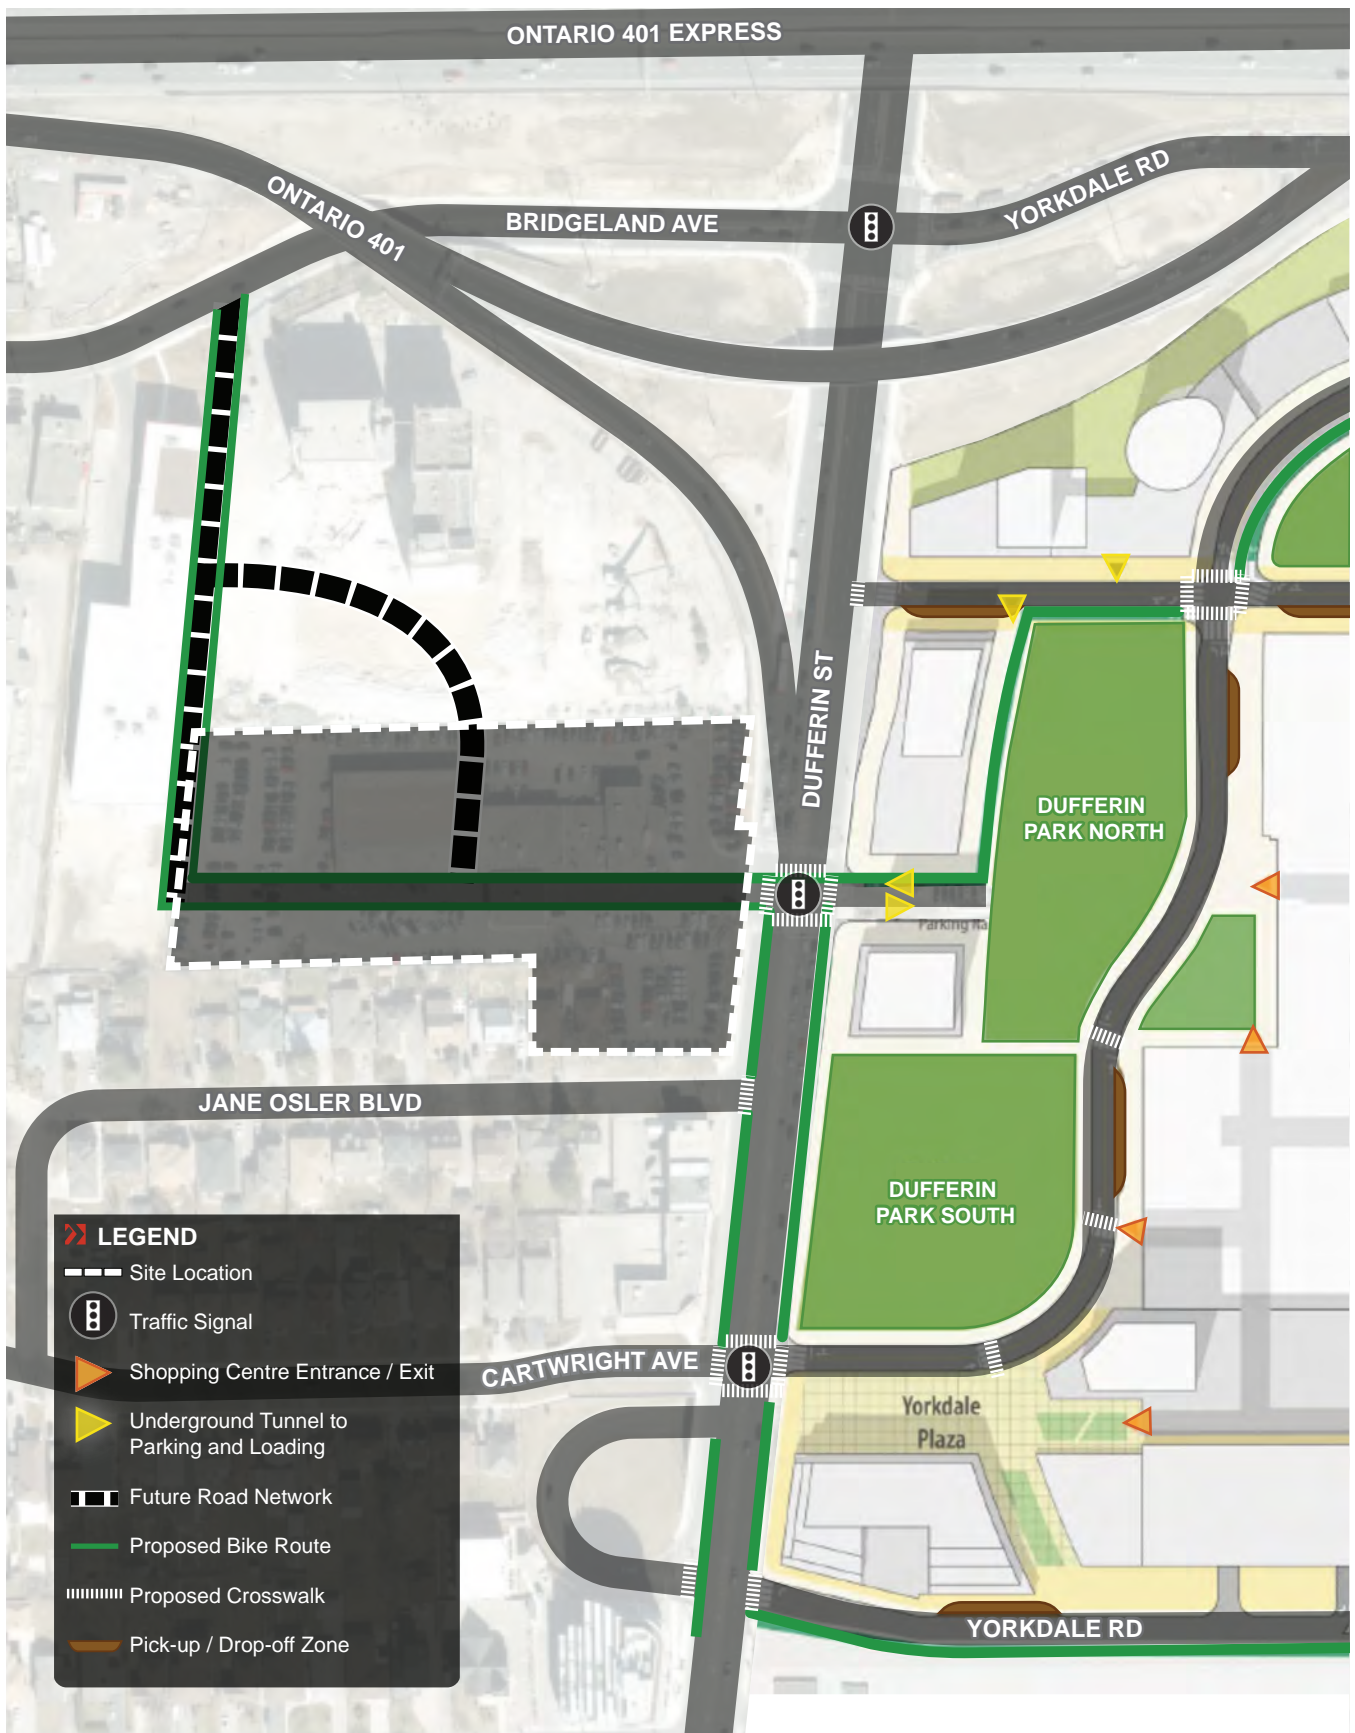 ONTARIO 401 EXPRESS
YORKDALE RD
ONTARIO 401
BRIDGELAND AVE
DUFFERIN ST
DUFFERIN
PARK NORTH
Parking
JANE OSLER BLVD
DUFFERIN
PARK SOUTH
LEGEND
Site Location
Traffic Signal
Shopping Centre Entrance / Exit
Underground Tunnel to
Parking and Loading
Future Road Network
Proposed Bike Route
Proposed Crosswalk
Pick-up / Drop-off Zone
CARTWRIGHT AVE
Yorkdale
Plaza
YORKDALE RD